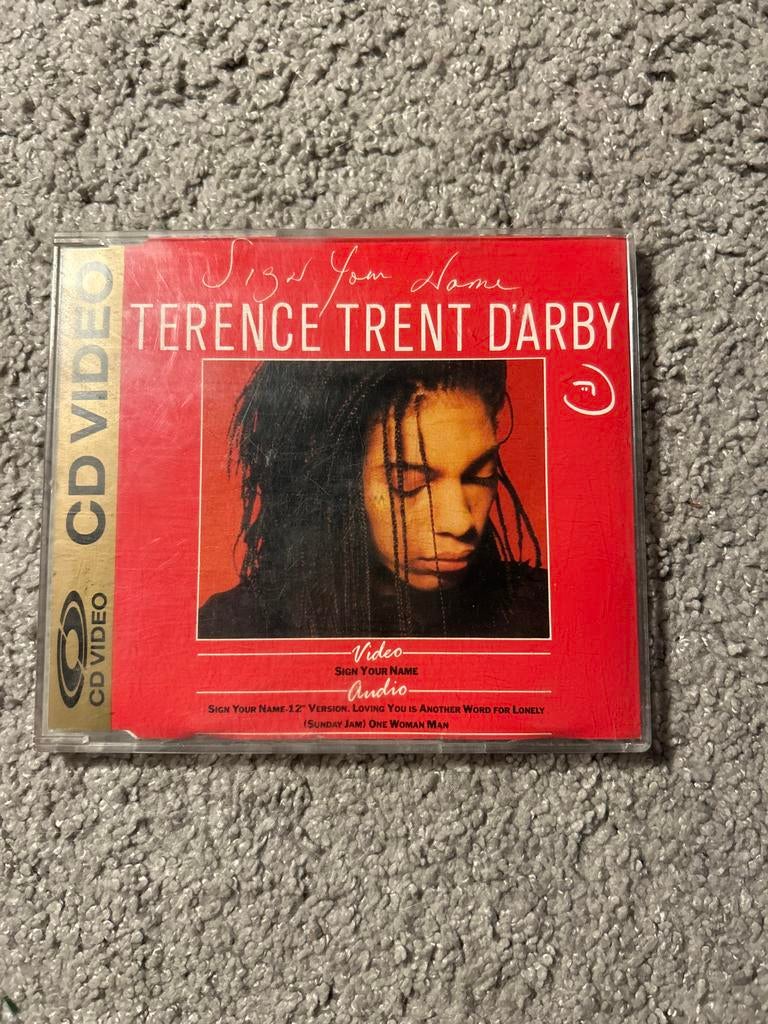 Sign Your Name
TERENCE TRENT D'ARBY
CD VIDEO
CD VIDEO
Video
SIGN YOUR NAME
Audio
SIGN YOUR NAME-12" VERSION. LOVING YOU IS ANOTHER WORD FOR LONELY
(SUNDAY JAM) ONE WOMAN MAN